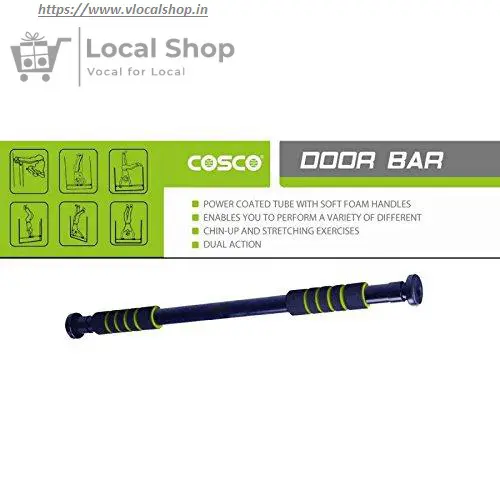 https://www.vlocalshop.in
Local Shop
Vocal for Local
COSCO®
DOOR BAR
POWER COATED TUBE WITH SOFT FOAM HANDLES
ENABLES YOU TO PERFORM A VARIETY OF DIFFERENT
CHIN-UP AND STRETCHING EXERCISES
DUAL ACTION